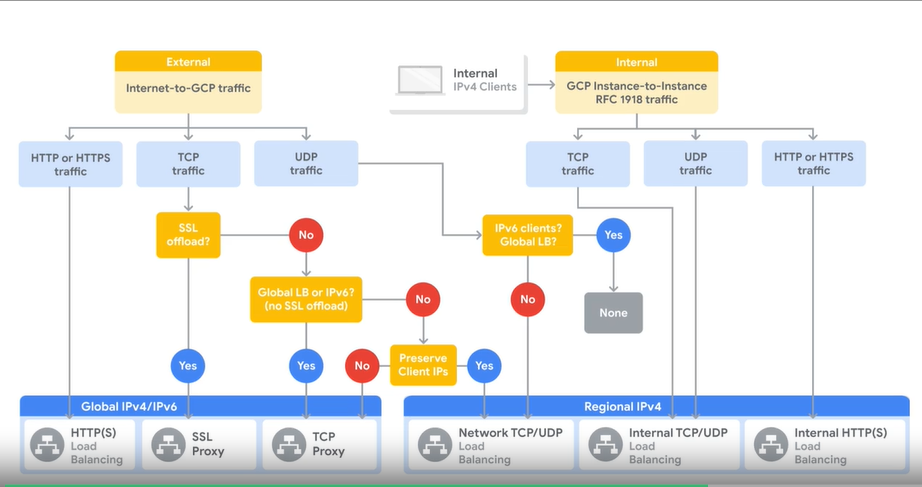 External
Internet-to-GCP traffic
Internal
IPv4 Clients
Internal
GCP Instance-to-Instance
RFC 1918 traffic
HTTP or HTTPS
traffic
TCP
traffic
UDP
traffic
TCP
traffic
UDP
traffic
HTTP or HTTPS
traffic
SSL
offload?
No
IPv6 clients?
Global LB?
Yes
Global LB or IPv6?
(no SSL offload)
No
No
None
Yes
Yes
No
Preserve
Client IPs
Yes
Global IPv4/IPv6
Regional IPv4
HTTP(S)
Load
Balancing
SSL
Proxy
TCP
Proxy
Network TCP/UDP
Load
Balancing
Internal TCP/UDP
Load
Balancing
Internal HTTP(S)
Load
Balancing